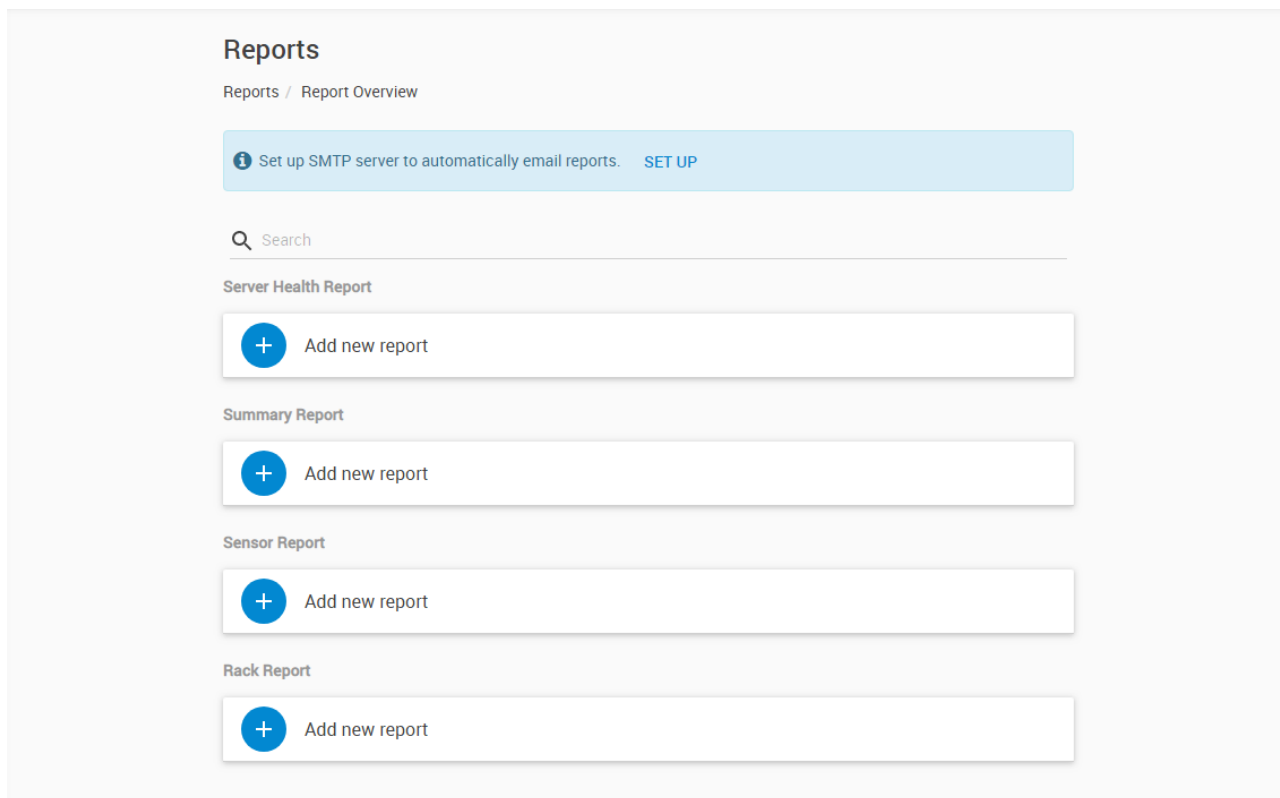 Reports
Reports / Report Overview
Set up SMTP server to automatically email reports. SET UP
Search
Server Health Report
Add new report
Summary Report
Add new report
Sensor Report
Add new report
Rack Report
Add new report